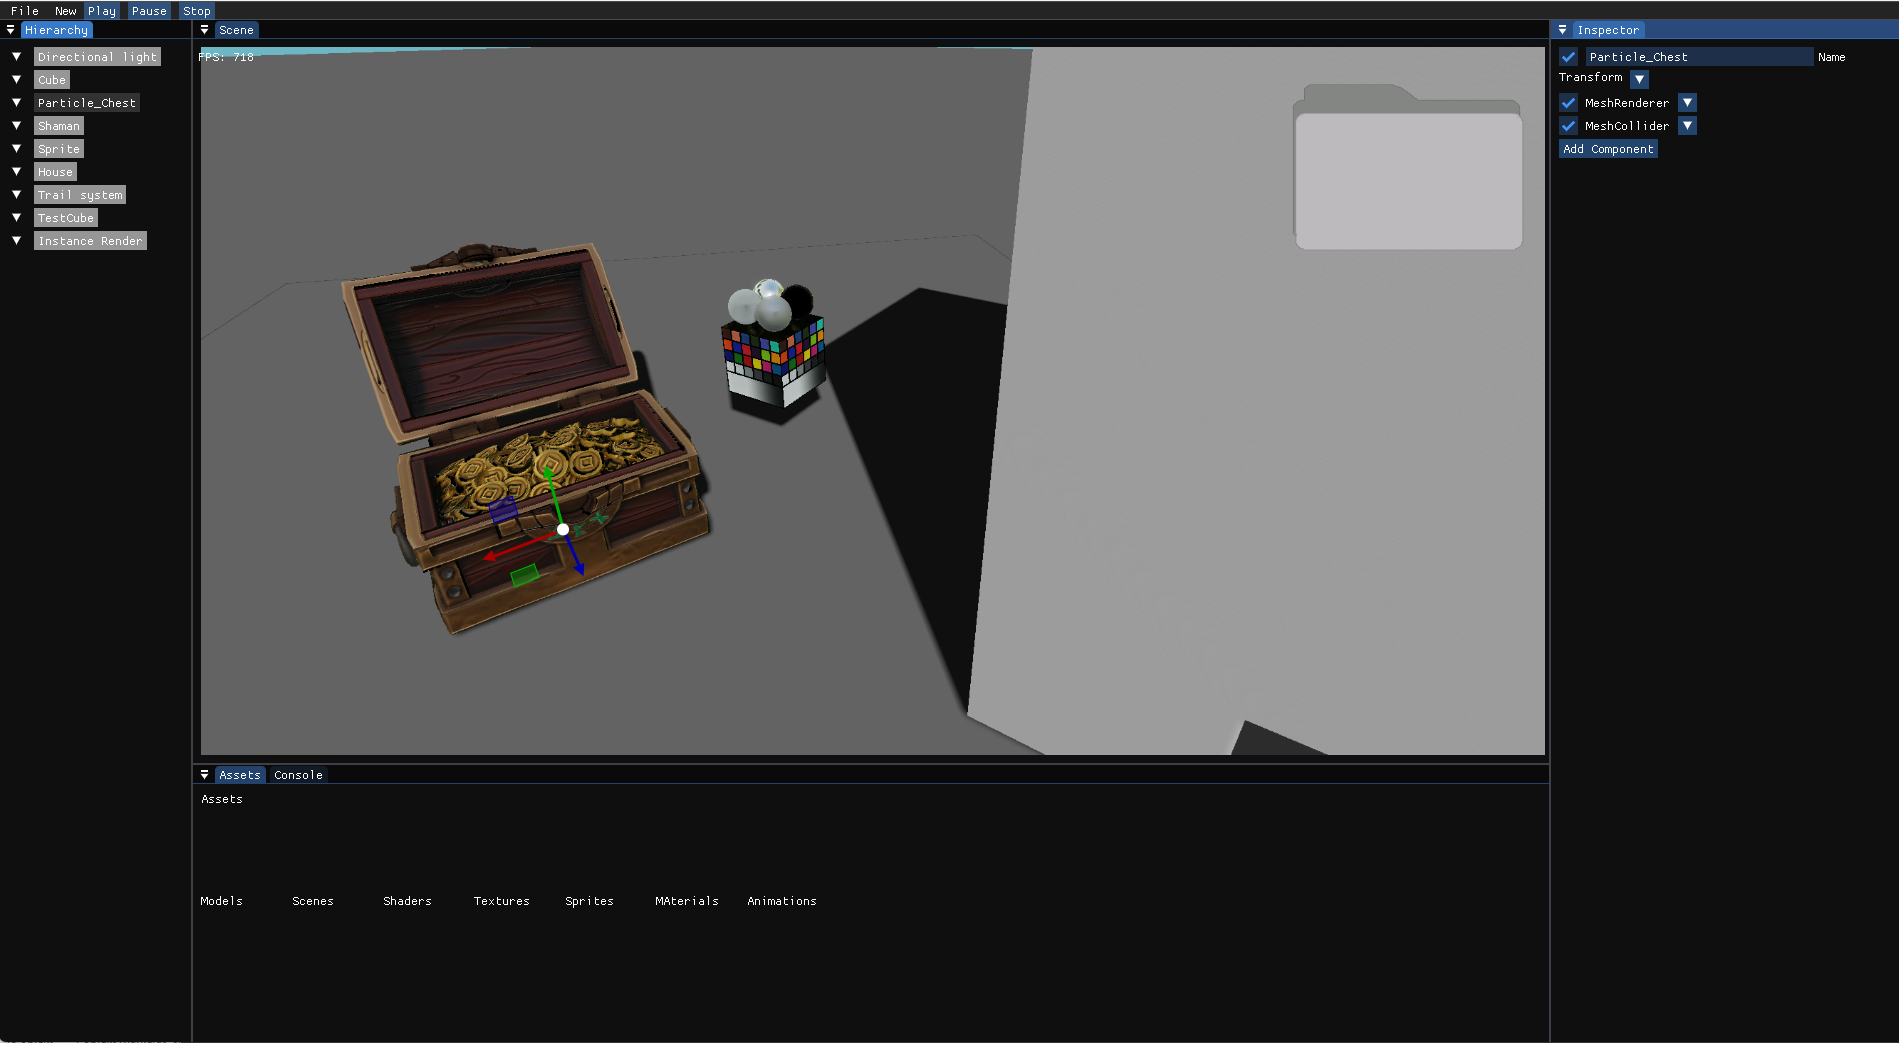 File New Play Pause Stop
Hierarchy
Directional light
Cube
Particle_Chest
Shaman
Sprite
House
Trail system
TestCube
Instance Render
Scene
FPS: 718
Assets Console
Assets
Models Scenes Shaders Textures Sprites MAterials Animations
Inspector
Particle_Chest Name
Transform
MeshRenderer
MeshCollider
Add Component